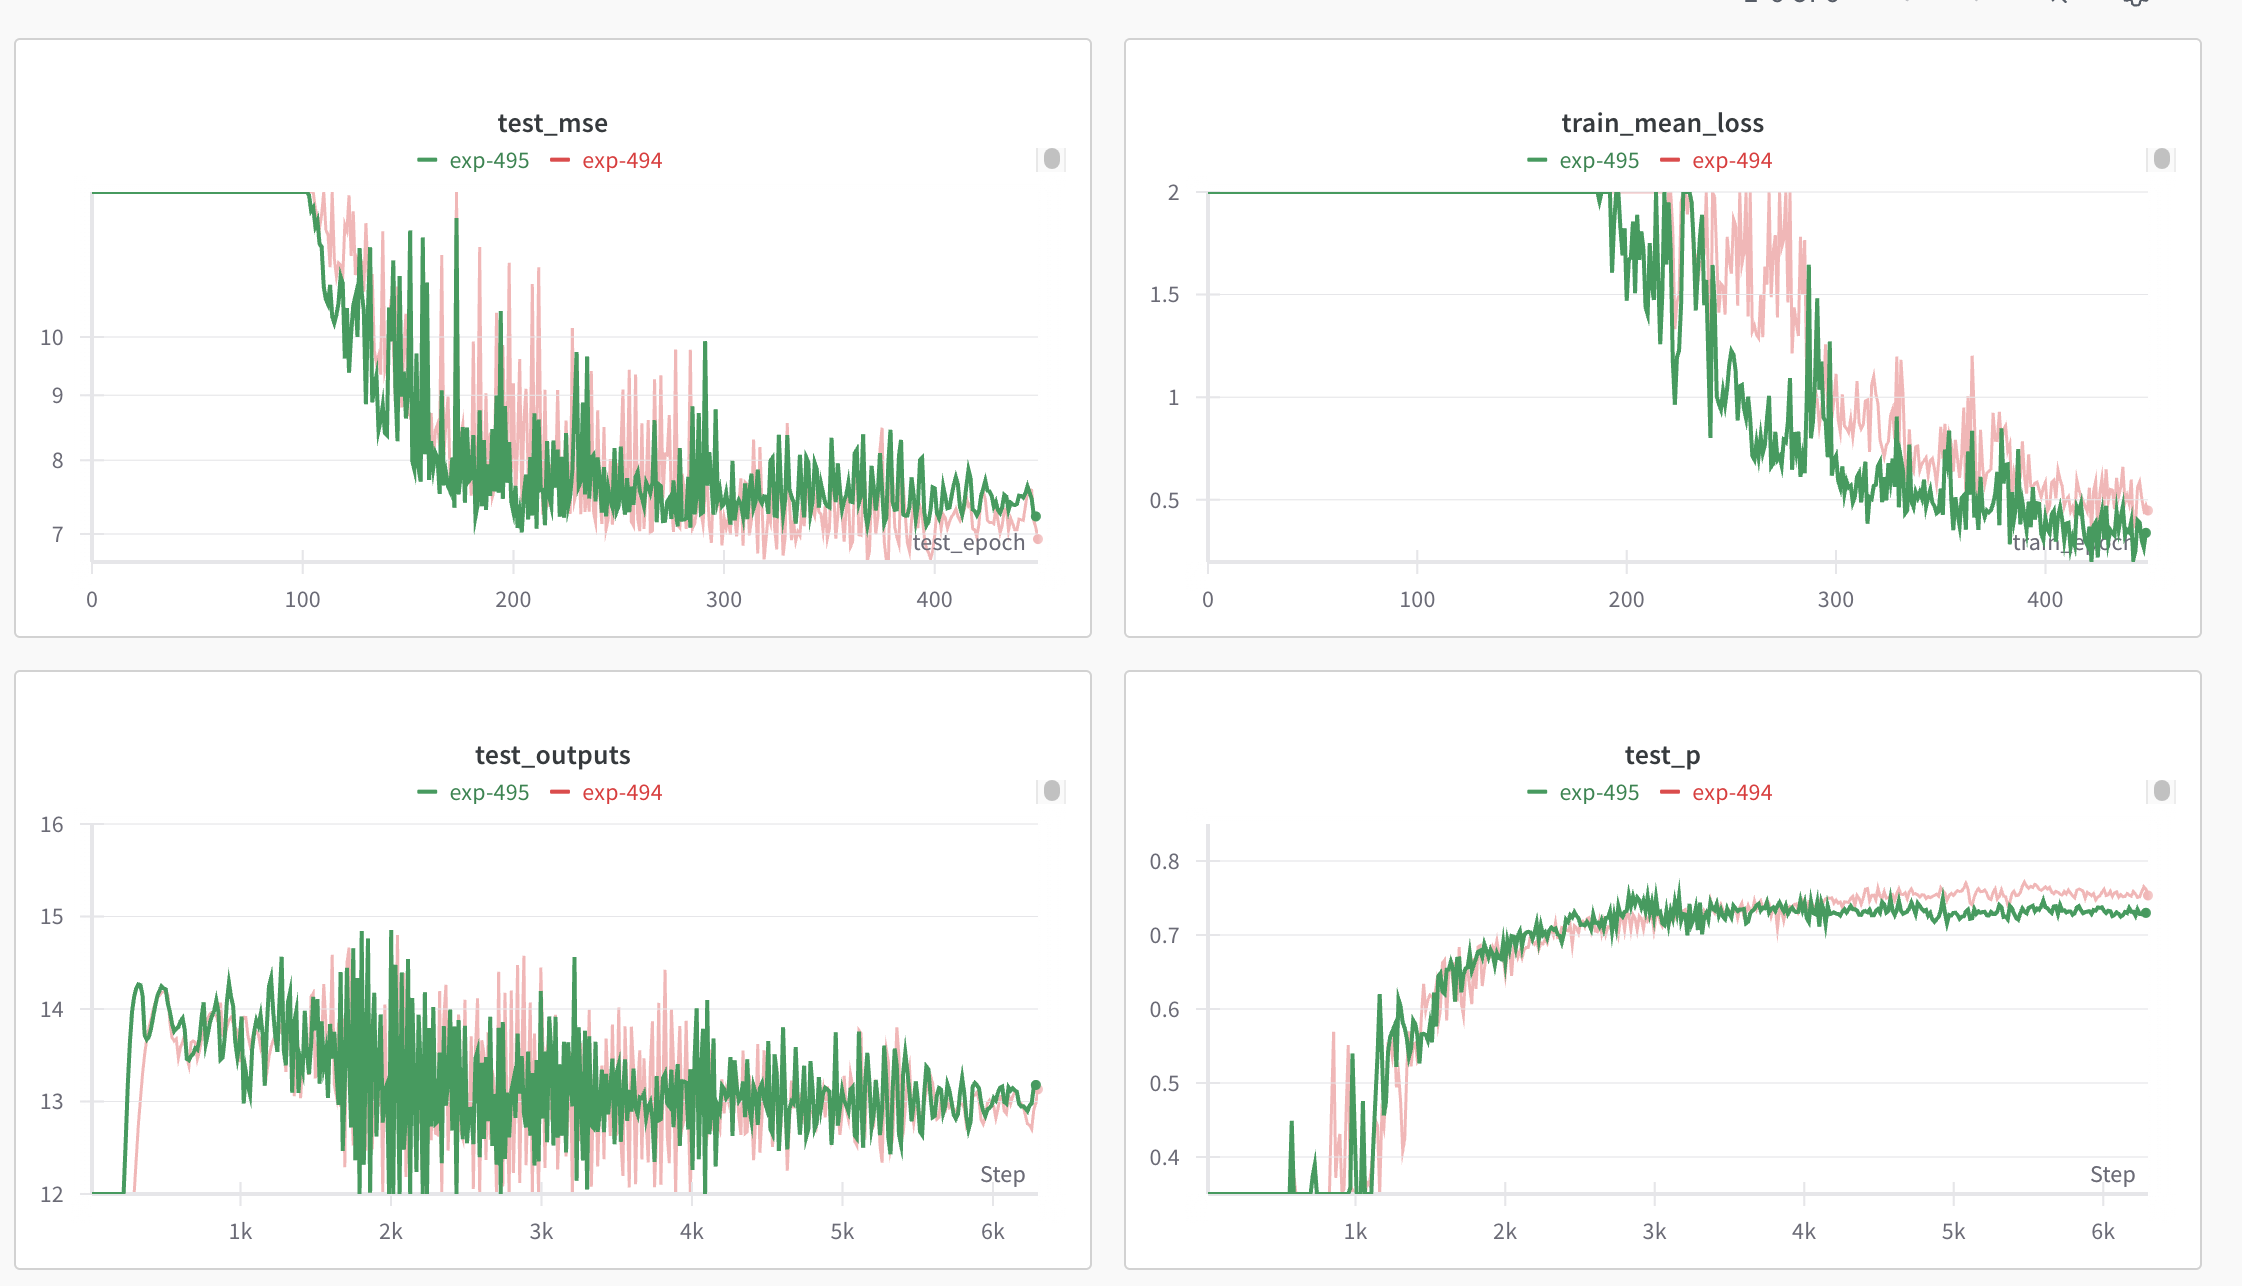 test_mse
exp-495 exp-494
10
9
8
7
test_epoch
0 100 200 300 400
train_mean_loss
exp-495 exp-494
2
1.5
1
0.5
train_epoch
0 100 200 300 400
test_outputs
exp-495 exp-494
16
15
14
13
12
Step
1k 2k 3k 4k 5k 6k
test_p
exp-495 exp-494
0.8
0.7
0.6
0.5
0.4
Step
1k 2k 3k 4k 5k 6k